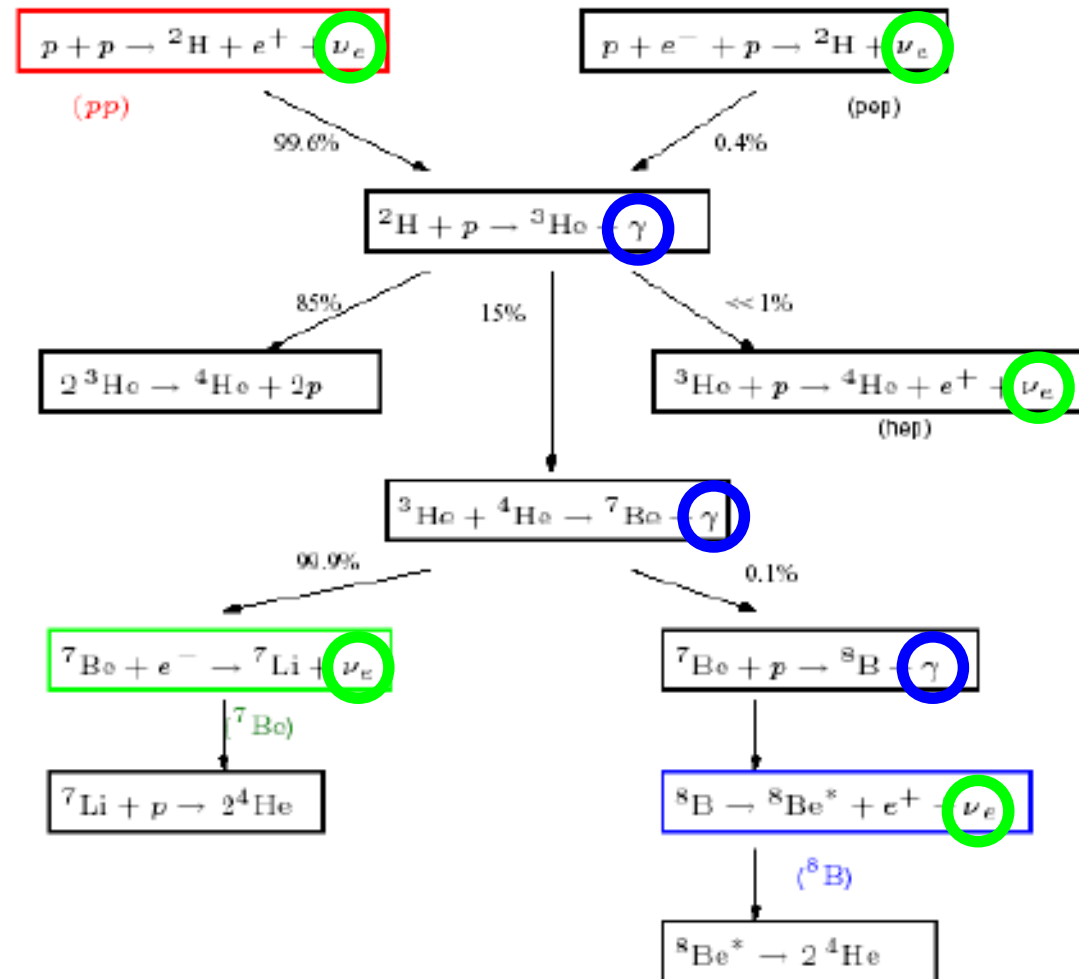 p + p → ²H + e⁺ + νₑ
p + e⁻ + p → ²H + νₑ
(pp)
(pep)
99.6%
0.4%
²H + p → ³He + γ
85%
15%
<< 1%
2 ³He → ⁴He + 2p
³He + p → ⁴He + e⁺ + νₑ
(hep)
³He + ⁴He → ⁷Be + γ
99.9%
0.1%
⁷Be + e⁻ → ⁷Li + νₑ
⁷Be + p → ⁸B + γ
(⁷Be)
⁷Li + p → 2⁴He
⁸B → ⁸Be* + e⁺ + νₑ
(⁸B)
⁸Be* → 2 ⁴He